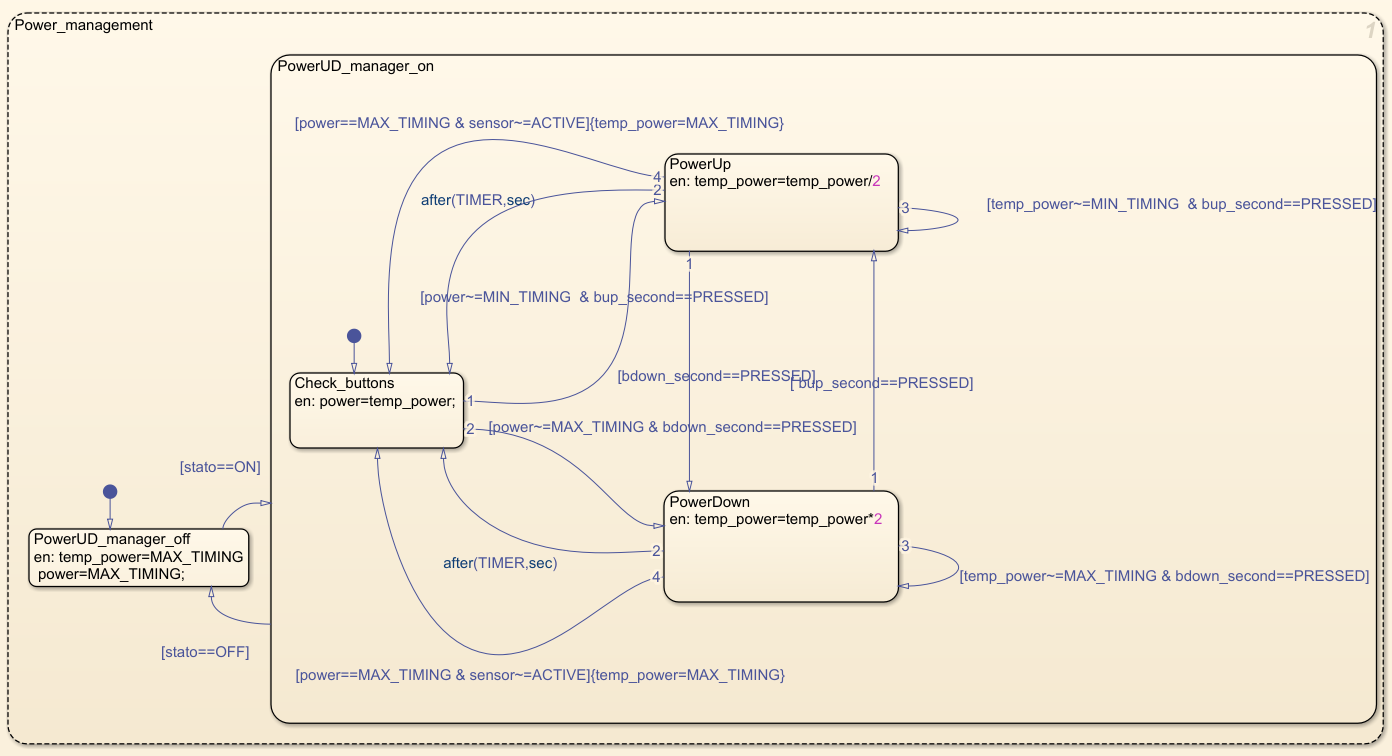 Power_management
1
PowerUD_manager_on
[power==MAX_TIMING & sensor~=ACTIVE]{temp_power=MAX_TIMING}
PowerUp
en: temp_power=temp_power/2
4
2
3
1
after(TIMER,sec)
[temp_power~=MIN_TIMING  & bup_second==PRESSED]
[power~=MIN_TIMING  & bup_second==PRESSED]
[bdown_second==PRESSED]
[ bup_second==PRESSED]
Check_buttons
en: power=temp_power;
1
2
[power~=MAX_TIMING & bdown_second==PRESSED]
[stato==ON]
1
PowerDown
en: temp_power=temp_power*2
2
4
3
PowerUD_manager_off
en: temp_power=MAX_TIMING
power=MAX_TIMING;
after(TIMER,sec)
[temp_power~=MAX_TIMING & bdown_second==PRESSED]
[stato==OFF]
[power==MAX_TIMING & sensor~=ACTIVE]{temp_power=MAX_TIMING}